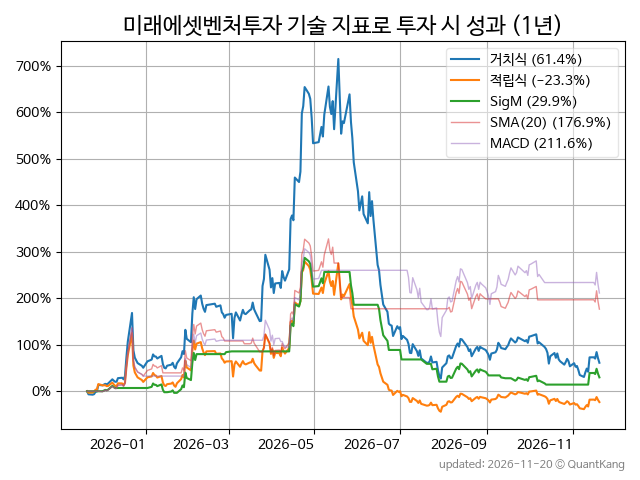 미래에셋벤처투자 기술 지표로 투자 시 성과 (1년)
거치식 (61.4%)
적립식 (−23.3%)
SigM (29.9%)
SMA(20) (176.9%)
MACD (211.6%)
700%
600%
500%
400%
300%
200%
100%
0%
2026-01 2026-03 2026-05 2026-07 2026-09 2026-11
updated: 2026-11-20 © QuantKang